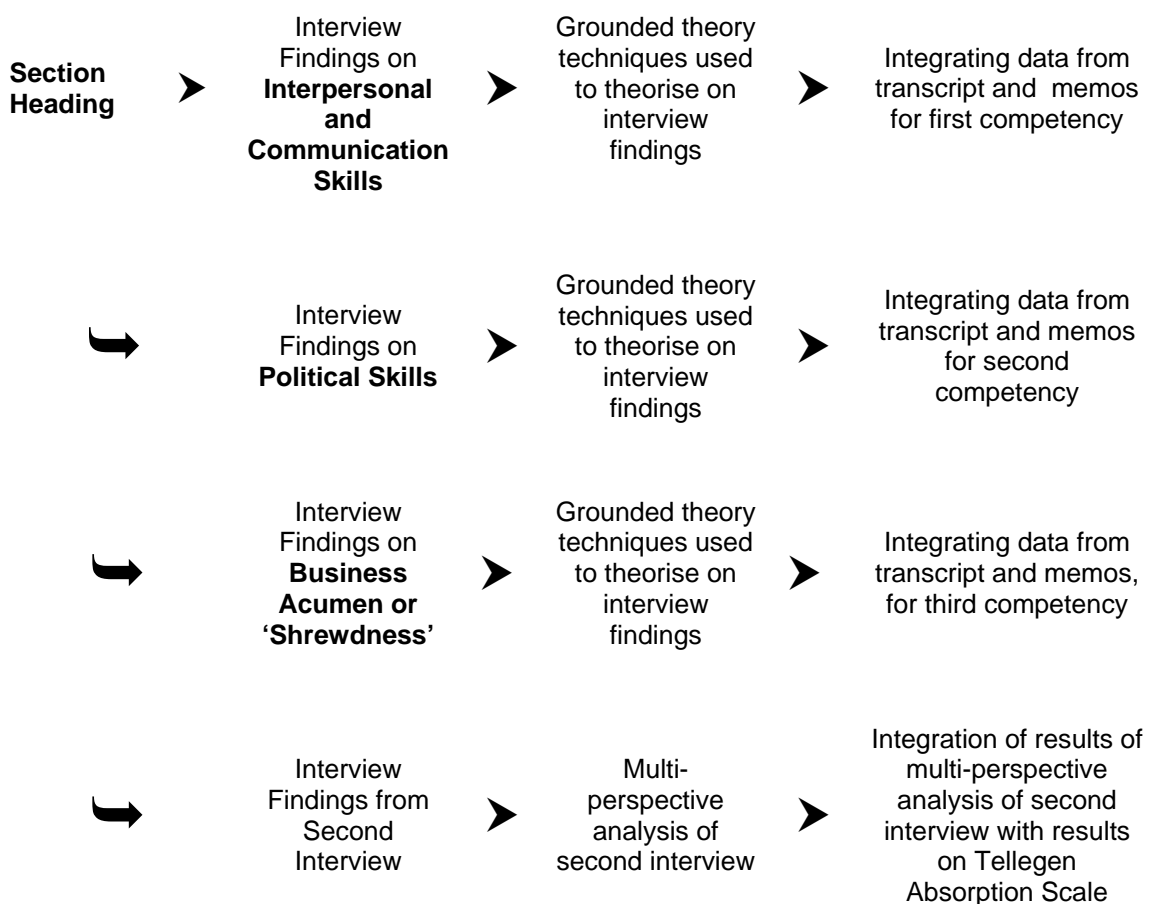 Section
Heading
Interview
Findings on
Interpersonal
and
Communication
Skills
Grounded theory
techniques used
to theorise on
interview
findings
Integrating data from
transcript and memos
for first competency
Interview
Findings on
Political Skills
Grounded theory
techniques used
to theorise on
interview
findings
Integrating data from
transcript and memos
for second
competency
Interview
Findings on
Business
Acumen or
‘Shrewdness’
Grounded theory
techniques used
to theorise on
interview
findings
Integrating data from
transcript and memos,
for third competency
Interview
Findings from
Second
Interview
Multi-
perspective
analysis of
second interview
Integration of results of
multi-perspective
analysis of second
interview with results
on Tellegen
Absorption Scale